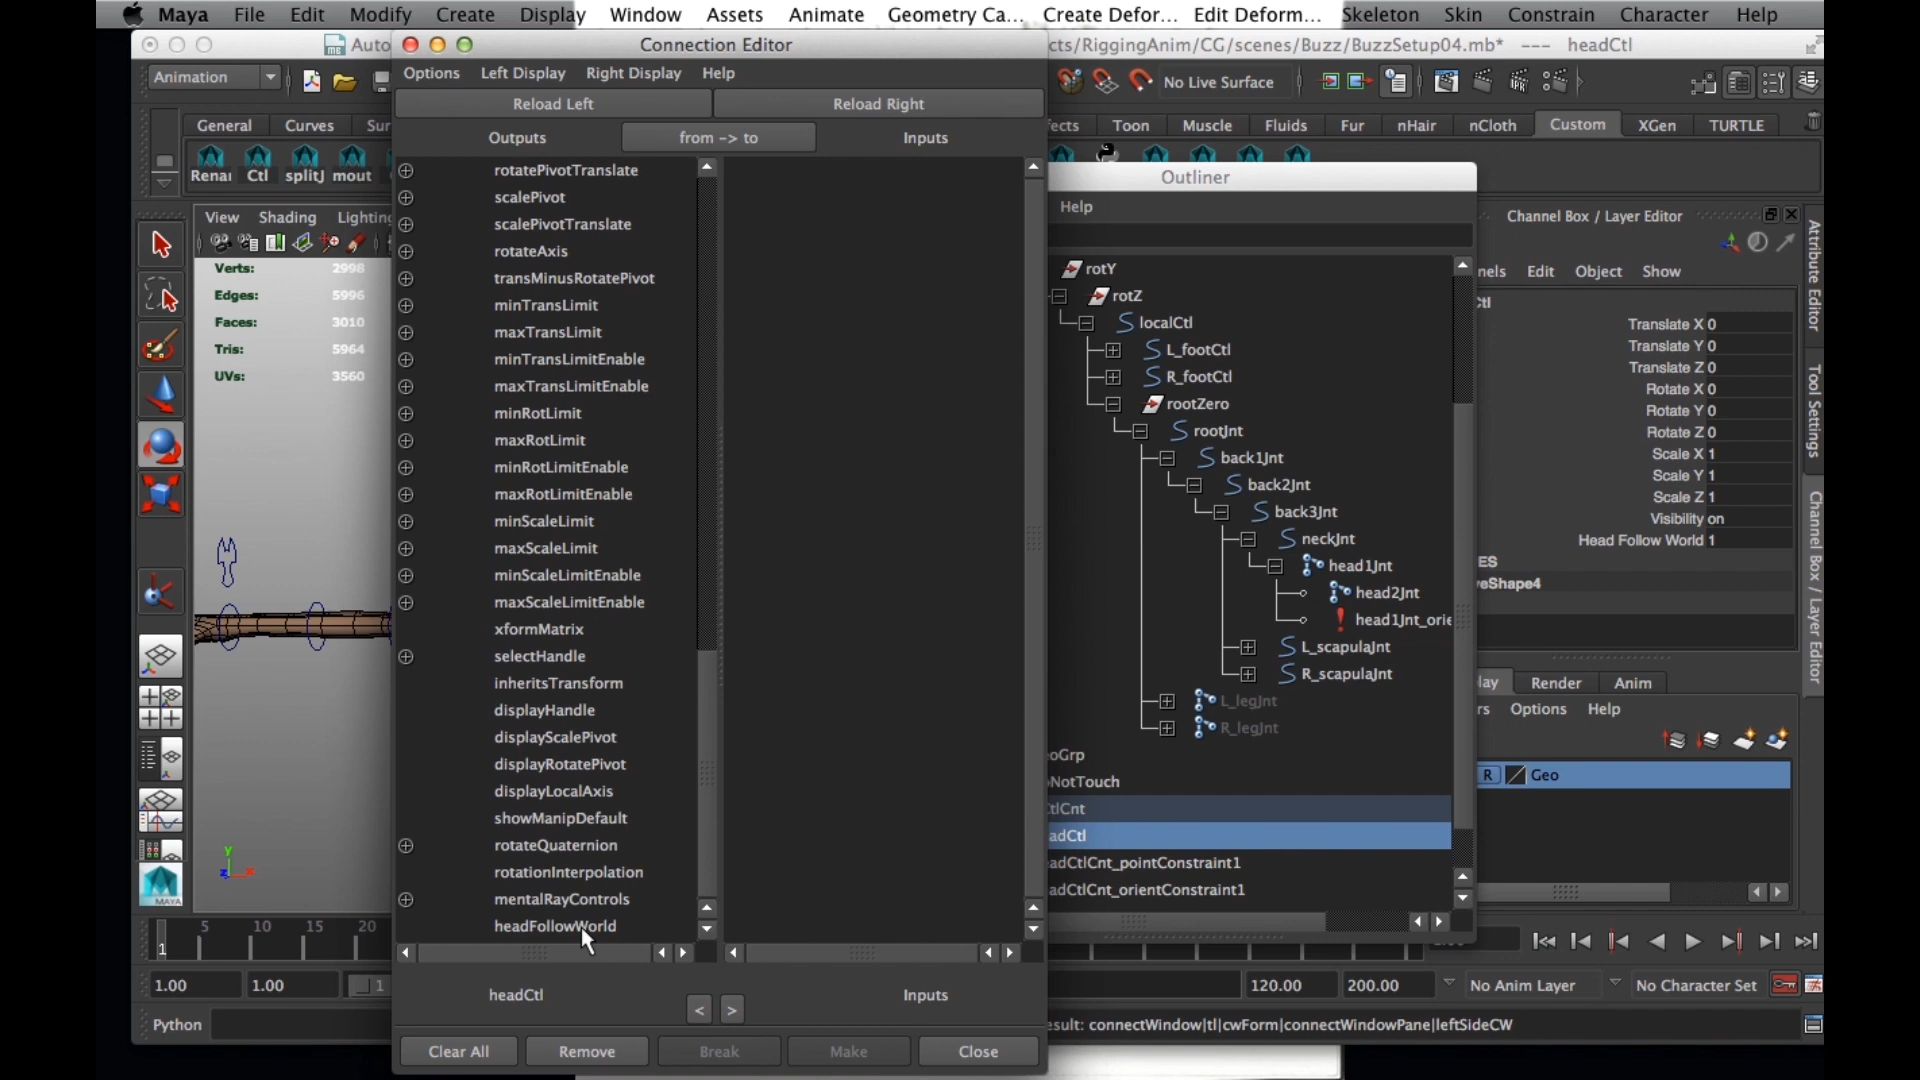 Maya File Edit Modify Create Display Window Assets Animate Geometry Ca... Create Defor... Edit Deform... Skeleton Skin Constrain Character Help
Auto
Connection Editor
cts/RiggingAnim/CG/scenes/Buzz/BuzzSetup04.mb* --- headCtl
Animation
Options Left Display Right Display Help
No Live Surface
Reload Left Reload Right
General Curves Sur
Outputs from -> to Inputs
ects Toon Muscle Fluids Fur nHair nCloth Custom XGen TURTLE
Renai Ctl splitJ mout
View Shading Lighting
Verts: 2998
Edges: 5996
Faces: 3010
Tris: 5964
UVs: 3560
rotatePivotTranslate
scalePivot
scalePivotTranslate
rotateAxis
transMinusRotatePivot
minTransLimit
maxTransLimit
minTransLimitEnable
maxTransLimitEnable
minRotLimit
maxRotLimit
minRotLimitEnable
maxRotLimitEnable
minScaleLimit
maxScaleLimit
minScaleLimitEnable
maxScaleLimitEnable
xformMatrix
selectHandle
inheritsTransform
displayHandle
displayScalePivot
displayRotatePivot
displayLocalAxis
showManipDefault
rotateQuaternion
rotationInterpolation
mentalRayControls
headFollowWorld
headCtl Inputs
< >
Clear All Remove Break Make Close
Outliner
Help
rotY
rotZ
localCtl
L_footCtl
R_footCtl
rootZero
rootJnt
back1Jnt
back2Jnt
back3Jnt
neckJnt
head1Jnt
head2Jnt
head1Jnt_orie
L_scapulaJnt
R_scapulaJnt
L_legJnt
R_legJnt
oGrp
NotTouch
CtlCnt
adCtl
adCtlCnt_pointConstraint1
adCtlCnt_orientConstraint1
Channel Box / Layer Editor
nels Edit Object Show
Ctl
Translate X 0
Translate Y 0
Translate Z 0
Rotate X 0
Rotate Y 0
Rotate Z 0
Scale X 1
Scale Y 1
Scale Z 1
Visibility on
Head Follow World 1
ES
veShape4
lay Render Anim
rs Options Help
R Geo
Attribute Editor
Tool Settings
Channel Box / Layer Editor
y
z x
MAYA
1 5 10 15 20
1.00 1.00 1
120.00 200.00 No Anim Layer No Character Set
Python
esult: connectWindow|tl|cwForm|connectWindowPane|leftSideCW